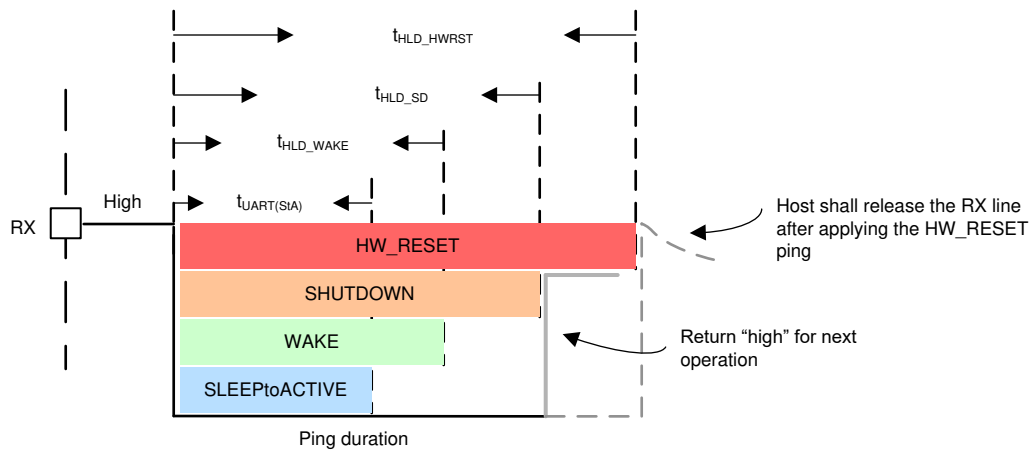 tHLD_HWRST
tHLD_SD
tHLD_WAKE
High
tUART(StA)
RX
HW_RESET
Host shall release the RX line
after applying the HW_RESET
ping
SHUTDOWN
WAKE
Return “high” for next
operation
SLEEPtoACTIVE
Ping duration